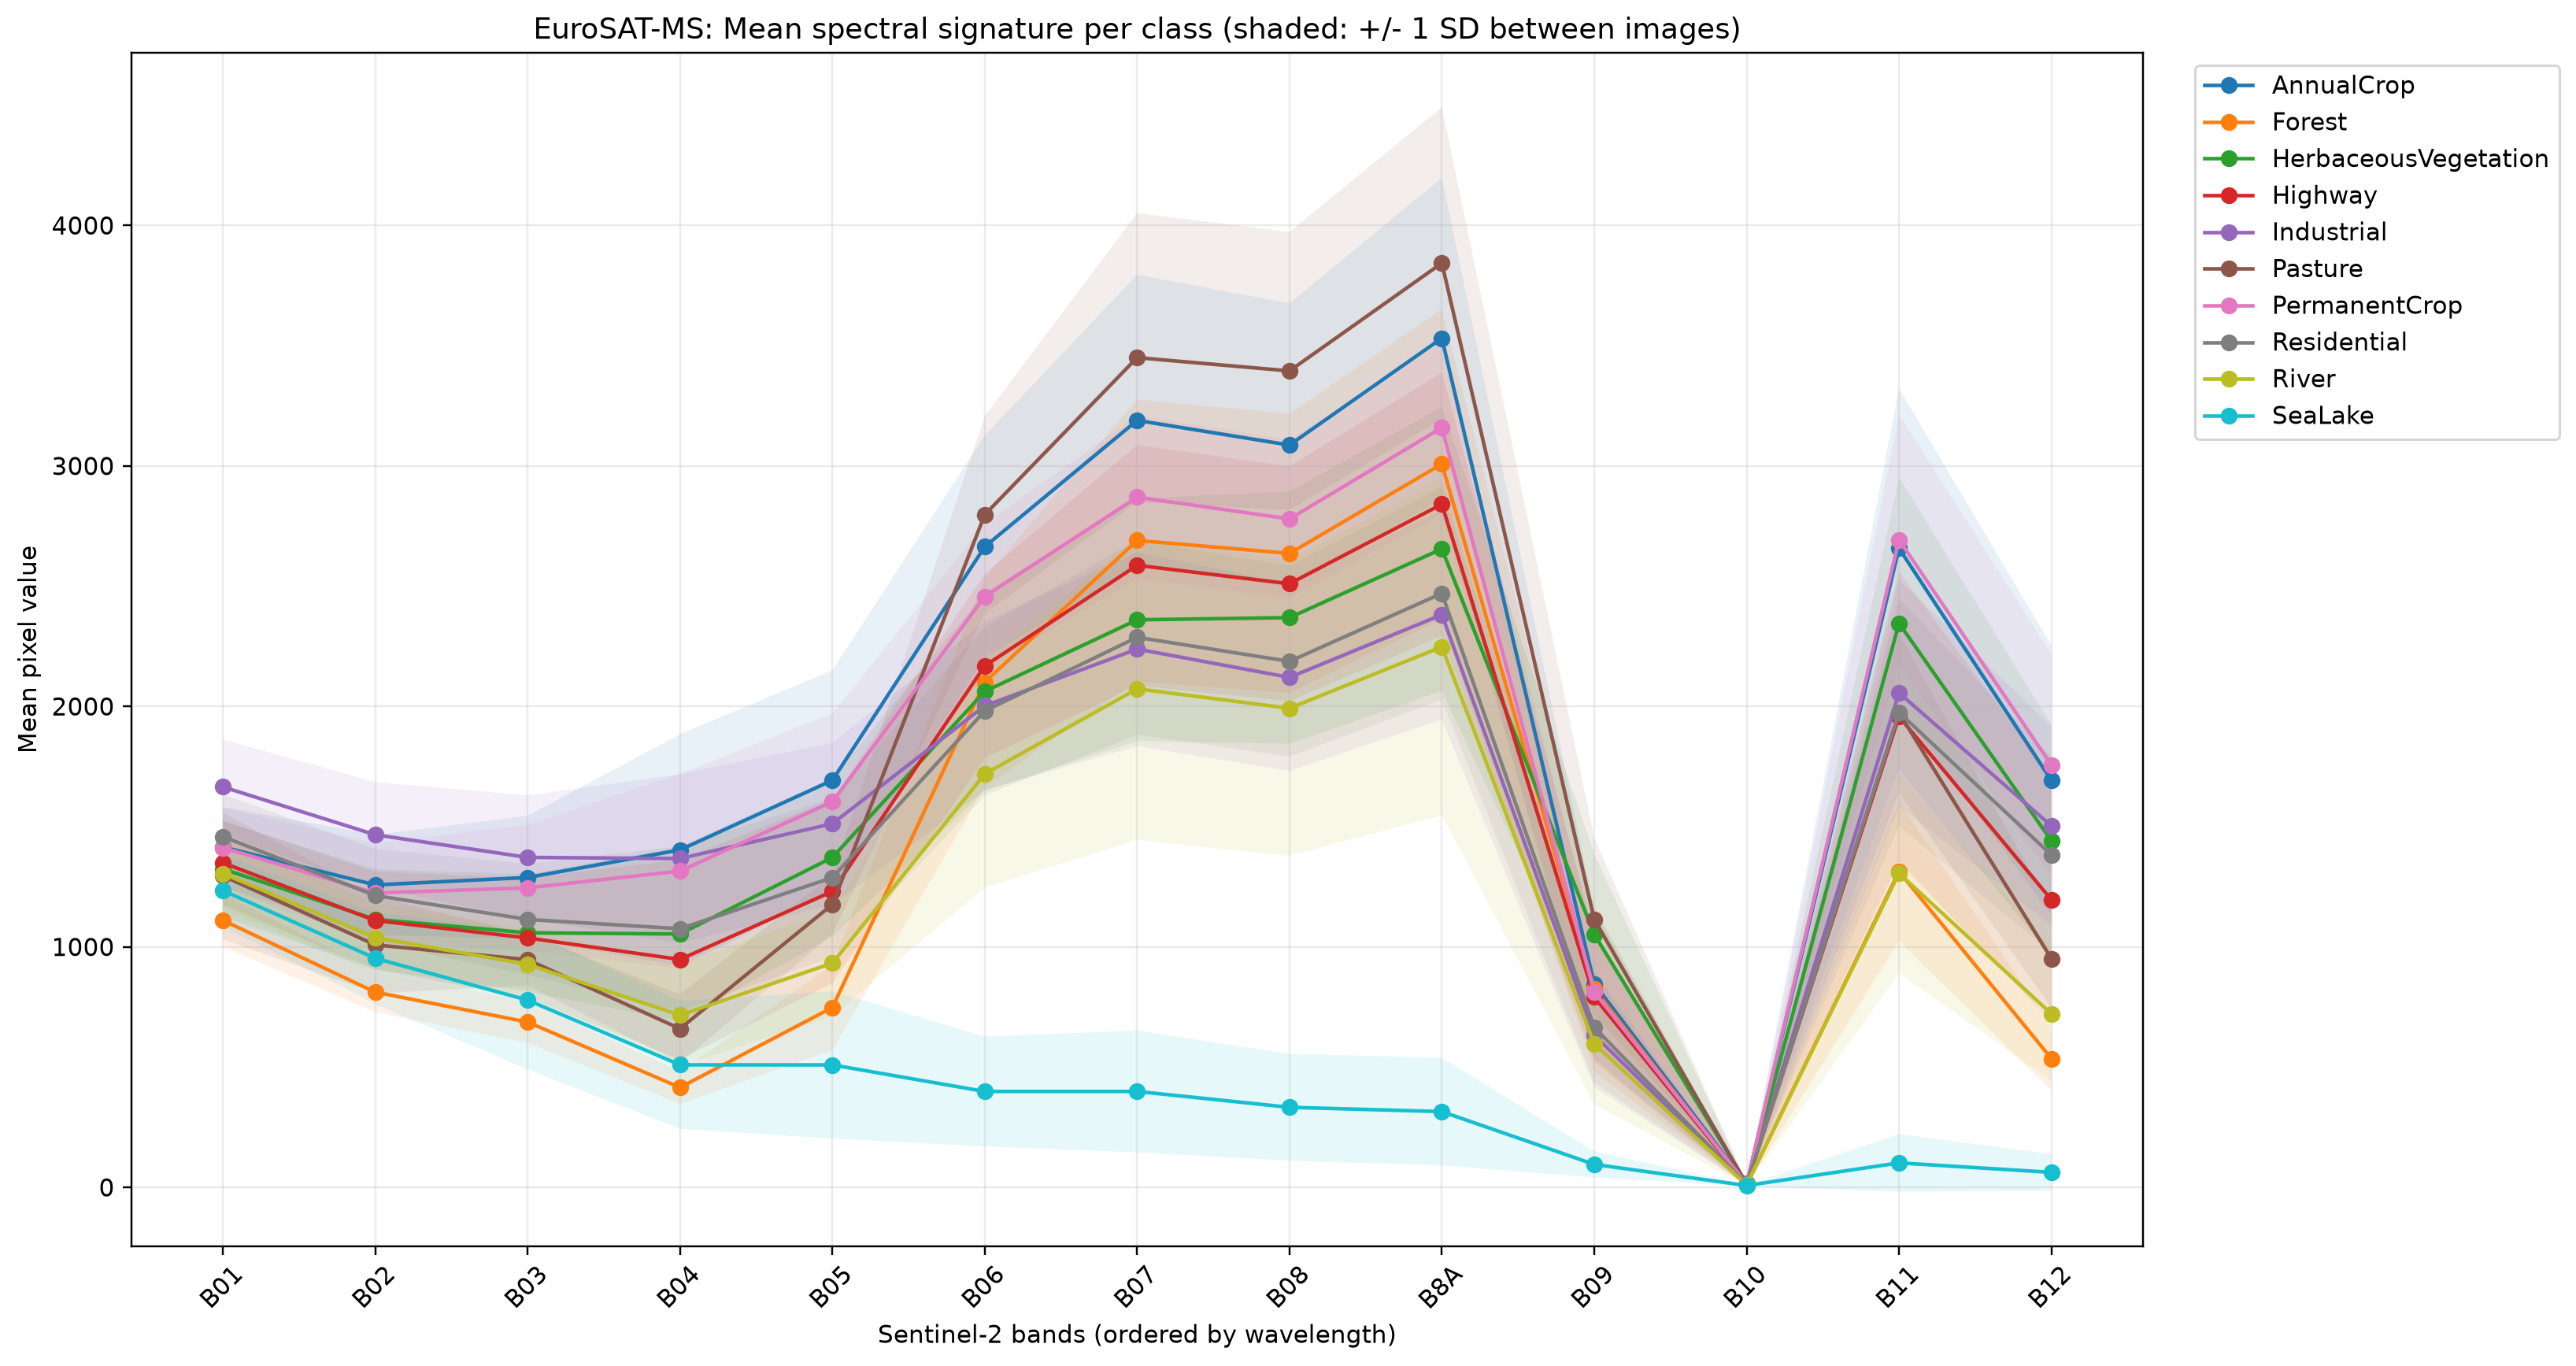 EuroSAT-MS: Mean spectral signature per class (shaded: +/- 1 SD between images)
AnnualCrop
Forest
HerbaceousVegetation
Highway
Industrial
Pasture
PermanentCrop
Residential
River
SeaLake
Mean pixel value
4000
3000
2000
1000
0
B01
B02
B03
B04
B05
B06
B07
B08
B8A
B09
B10
B11
B12
Sentinel-2 bands (ordered by wavelength)